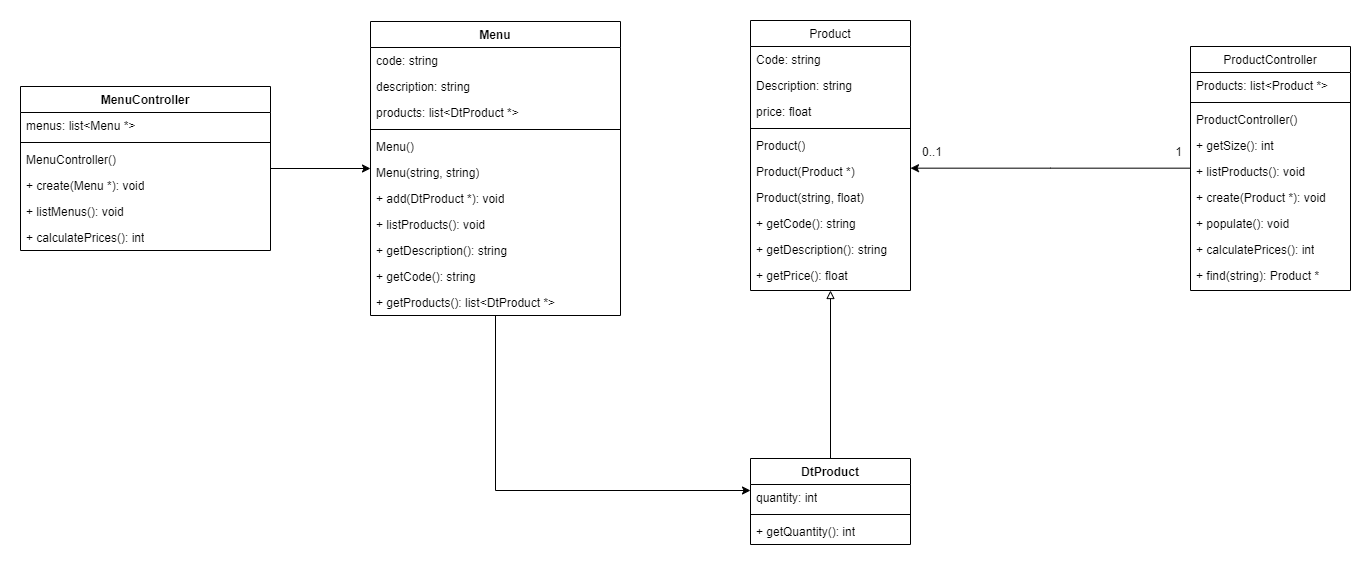 MenuController
menus: list<Menu *>
MenuController()
+ create(Menu *): void
+ listMenus(): void
+ calculatePrices(): int
Menu
code: string
description: string
products: list<DtProduct *>
Menu()
Menu(string, string)
+ add(DtProduct *): void
+ listProducts(): void
+ getDescription(): string
+ getCode(): string
+ getProducts(): list<DtProduct *>
Product
Code: string
Description: string
price: float
Product()
Product(Product *)
Product(string, float)
+ getCode(): string
+ getDescription(): string
+ getPrice(): float
0..1
1
ProductController
Products: list<Product *>
ProductController()
+ getSize(): int
+ listProducts(): void
+ create(Product *): void
+ populate(): void
+ calculatePrices(): int
+ find(string): Product *
DtProduct
quantity: int
+ getQuantity(): int